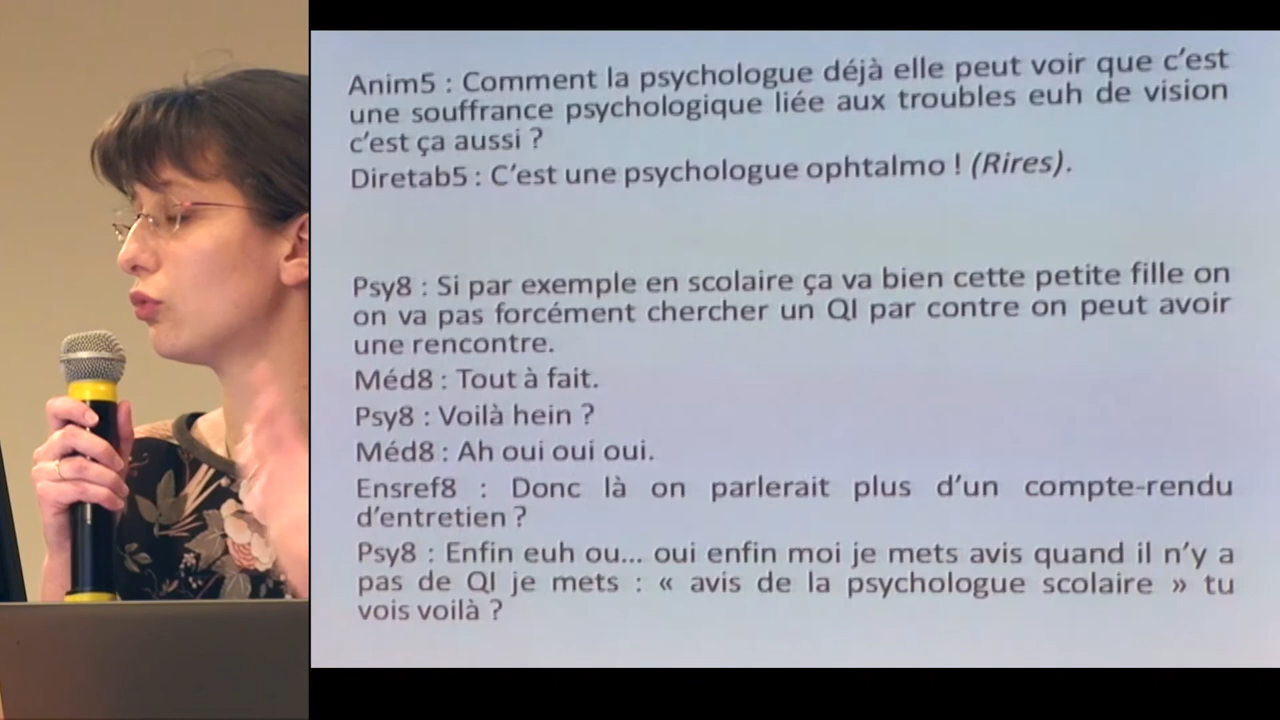 Anim5 : Comment la psychologue déjà elle peut voir que c’est
une souffrance psychologique liée aux troubles euh de vision
c’est ça aussi ?
Diretab5 : C’est une psychologue ophtalmo ! (Rires).
Psy8 : Si par exemple en scolaire ça va bien cette petite fille on
on va pas forcément chercher un QI par contre on peut avoir
une rencontre.
Méd8 : Tout à fait.
Psy8 : Voilà hein ?
Méd8 : Ah oui oui oui.
Ensref8 : Donc là on parlerait plus d’un compte-rendu
d’entretien ?
Psy8 : Enfin euh ou... oui enfin moi je mets avis quand il n’y a
pas de QI je mets : « avis de la psychologue scolaire » tu
vois voilà ?